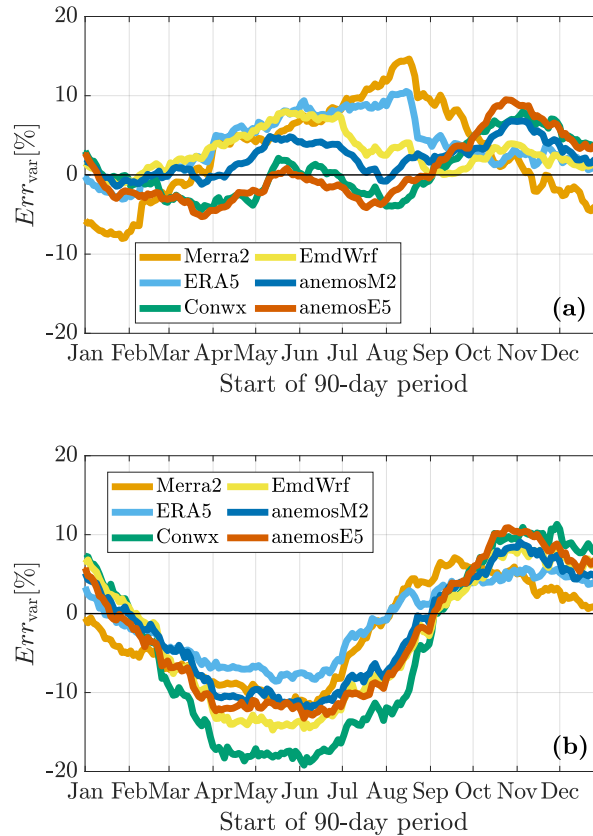 20
10
0
-10
-20
Err_var[%]
Merra2
ERA5
Conwx
EmdWrf
anemosM2
anemosE5
(a)
Jan Feb Mar Apr May Jun Jul Aug Sep Oct Nov Dec
Start of 90-day period
20
10
0
-10
-20
Err_var[%]
Merra2
ERA5
Conwx
EmdWrf
anemosM2
anemosE5
(b)
Jan Feb Mar Apr May Jun Jul Aug Sep Oct Nov Dec
Start of 90-day period